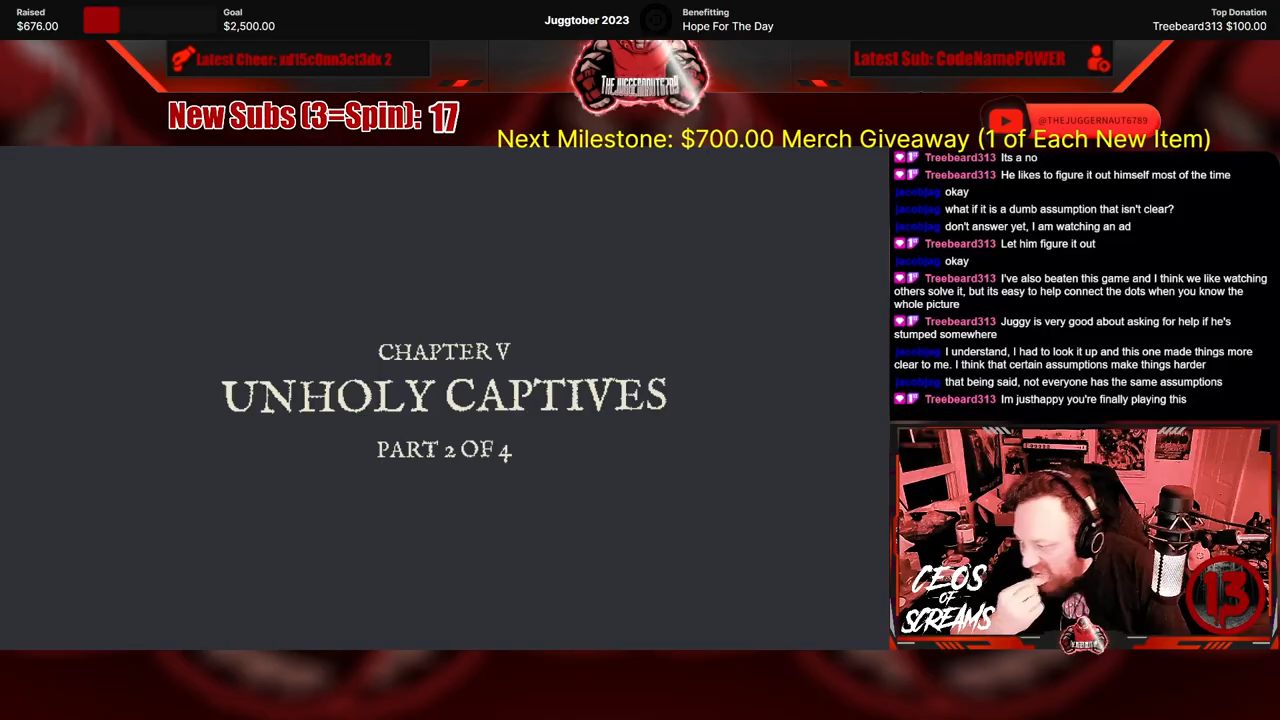 Raised
$676.00
Goal
$2,500.00
Juggtober 2023
Benefitting
Hope For The Day
Top Donation
Treebeard313 $100.00
Latest Cheer: xd15c0nn3ct3dx 2
THEJUGGERNAUT6789
Latest Sub: CodeNamePOWER
New Subs (3=Spin): 17
@THEJUGGERNAUT6789
Next Milestone: $700.00 Merch Giveaway (1 of Each New Item)
Treebeard313 Its a no
Treebeard313 He likes to figure it out himself most of the time
jacobjag okay
jacobjag what if it is a dumb assumption that isn't clear?
jacobjag don't answer yet, I am watching an ad
Treebeard313 Let him figure it out
jacobjag okay
Treebeard313 I've also beaten this game and I think we like watching
others solve it, but its easy to help connect the dots when you know the
whole picture
Treebeard313 Juggy is very good about asking for help if he's
stumped somewhere
jacobjag I understand, I had to look it up and this one made things more
clear to me. I think that certain assumptions make things harder
jacobjag that being said, not everyone has the same assumptions
Treebeard313 Im justhappy you're finally playing this
CHAPTER V
UNHOLY CAPTIVES
PART 2 OF 4
CEOS
OF
SCREAMS
13